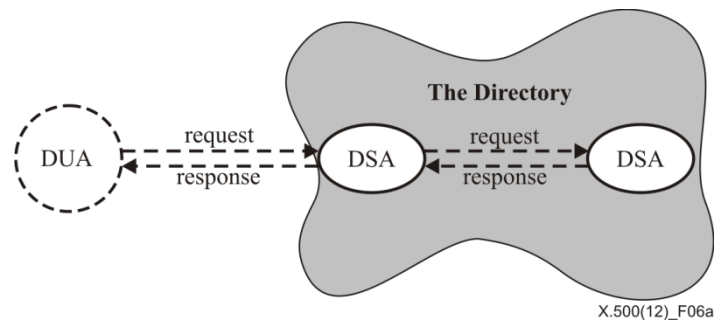 The Directory
request
request
DUA
DSA
DSA
response
response
X.500(12)_F06a